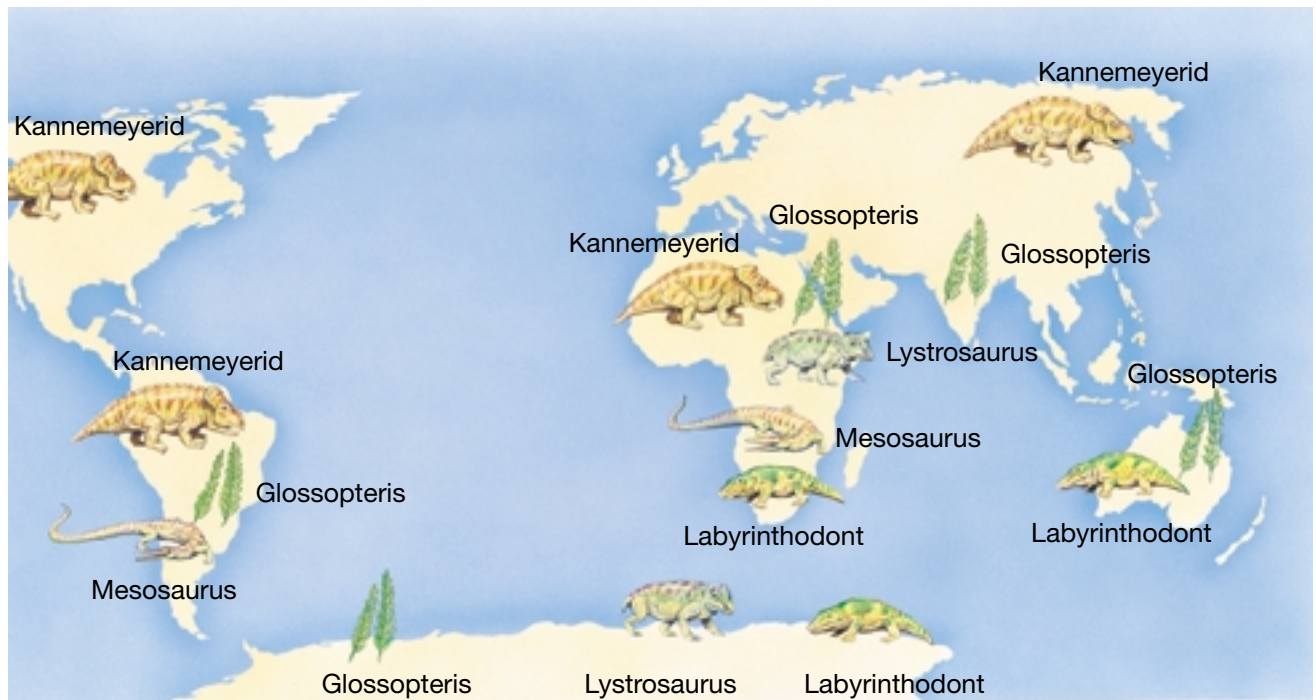 Kannemeyerid
Kannemeyerid
Glossopteris
Kannemeyerid
Glossopteris
Lystrosaurus
Kannemeyerid
Glossopteris
Mesosaurus
Glossopteris
Labyrinthodont
Labyrinthodont
Mesosaurus
Glossopteris
Lystrosaurus
Labyrinthodont